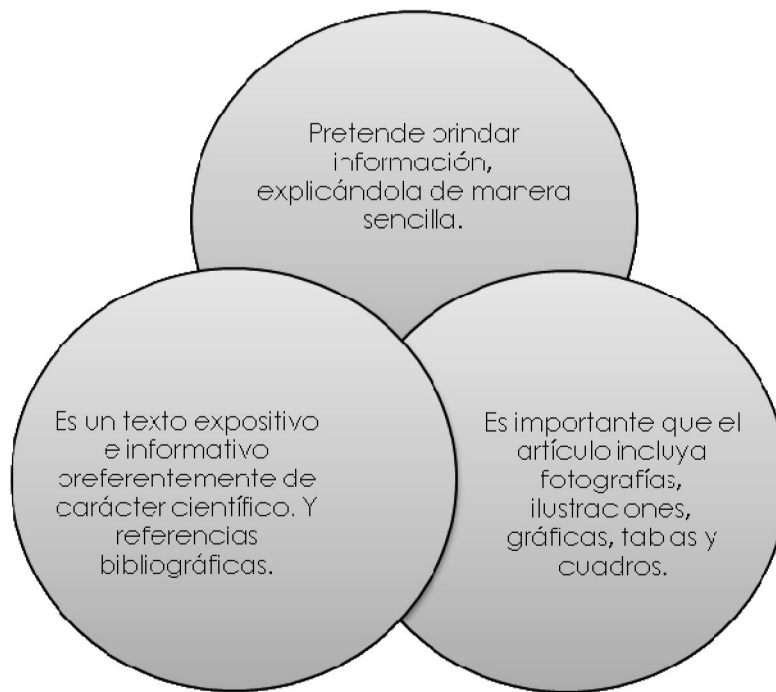 Pretende brindar
información,
explicándola de manera
sencilla.
Es un texto expositivo
e informativo
preferentemente de
carácter científico. Y
referencias
bibliográficas.
Es importante que el
artículo incluya
fotografías,
ilustraciones,
gráficas, tablas y
cuadros.